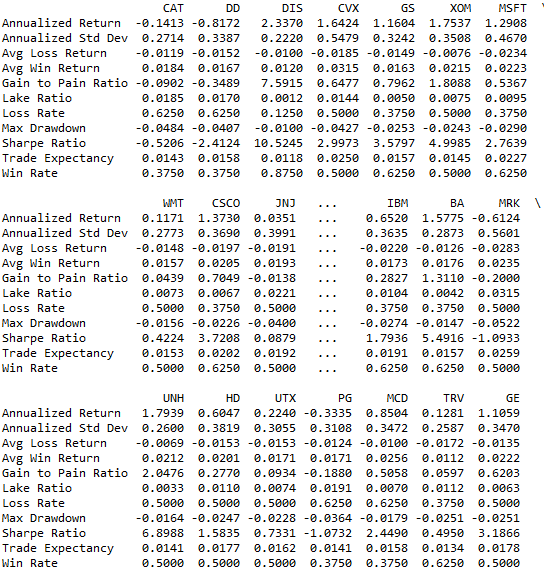 CAT DD DIS CVX GS XOM MSFT \
Annualized Return -0.1413 -0.8172 2.3370 1.6424 1.1604 1.7537 1.2908
Annualized Std Dev 0.2714 0.3387 0.2220 0.5479 0.3242 0.3508 0.4670
Avg Loss Return -0.0119 -0.0152 -0.0100 -0.0185 -0.0149 -0.0076 -0.0234
Avg Win Return 0.0184 0.0167 0.0120 0.0315 0.0163 0.0215 0.0223
Gain to Pain Ratio -0.0902 -0.3489 7.5915 0.6477 0.7962 1.8088 0.5367
Lake Ratio 0.0185 0.0170 0.0012 0.0144 0.0050 0.0075 0.0095
Loss Rate 0.6250 0.6250 0.1250 0.5000 0.3750 0.5000 0.3750
Max Drawdown -0.0484 -0.0407 -0.0100 -0.0427 -0.0253 -0.0243 -0.0290
Sharpe Ratio -0.5206 -2.4124 10.5245 2.9973 3.5797 4.9985 2.7639
Trade Expectancy 0.0143 0.0158 0.0118 0.0250 0.0157 0.0145 0.0227
Win Rate 0.3750 0.3750 0.8750 0.5000 0.6250 0.5000 0.6250
WMT CSCO JNJ ... IBM BA MRK \
Annualized Return 0.1171 1.3730 0.0351 ... 0.6520 1.5775 -0.6124
Annualized Std Dev 0.2773 0.3690 0.3991 ... 0.3635 0.2873 0.5601
Avg Loss Return -0.0148 -0.0197 -0.0191 ... -0.0220 -0.0126 -0.0283
Avg Win Return 0.0157 0.0205 0.0193 ... 0.0173 0.0176 0.0235
Gain to Pain Ratio 0.0439 0.7049 -0.0138 ... 0.2827 1.3110 -0.2000
Lake Ratio 0.0073 0.0067 0.0221 ... 0.0104 0.0042 0.0315
Loss Rate 0.5000 0.3750 0.5000 ... 0.3750 0.3750 0.5000
Max Drawdown -0.0156 -0.0226 -0.0400 ... -0.0274 -0.0147 -0.0522
Sharpe Ratio 0.4224 3.7208 0.0879 ... 1.7936 5.4916 -1.0933
Trade Expectancy 0.0153 0.0202 0.0192 ... 0.0191 0.0157 0.0259
Win Rate 0.5000 0.6250 0.5000 ... 0.6250 0.6250 0.5000
UNH HD UTX PG MCD TRV GE
Annualized Return 1.7939 0.6047 0.2240 -0.3335 0.8504 0.1281 1.1059
Annualized Std Dev 0.2600 0.3819 0.3055 0.3108 0.3472 0.2587 0.3470
Avg Loss Return -0.0069 -0.0153 -0.0153 -0.0124 -0.0100 -0.0172 -0.0135
Avg Win Return 0.0212 0.0201 0.0171 0.0171 0.0256 0.0112 0.0222
Gain to Pain Ratio 2.0476 0.2770 0.0934 -0.1880 0.5058 0.0597 0.6203
Lake Ratio 0.0033 0.0110 0.0074 0.0191 0.0070 0.0112 0.0063
Loss Rate 0.5000 0.5000 0.5000 0.6250 0.6250 0.3750 0.5000
Max Drawdown -0.0164 -0.0247 -0.0228 -0.0364 -0.0179 -0.0251 -0.0251
Sharpe Ratio 6.8988 1.5835 0.7331 -1.0732 2.4490 0.4950 3.1866
Trade Expectancy 0.0141 0.0177 0.0162 0.0141 0.0158 0.0134 0.0178
Win Rate 0.5000 0.5000 0.5000 0.3750 0.3750 0.6250 0.5000